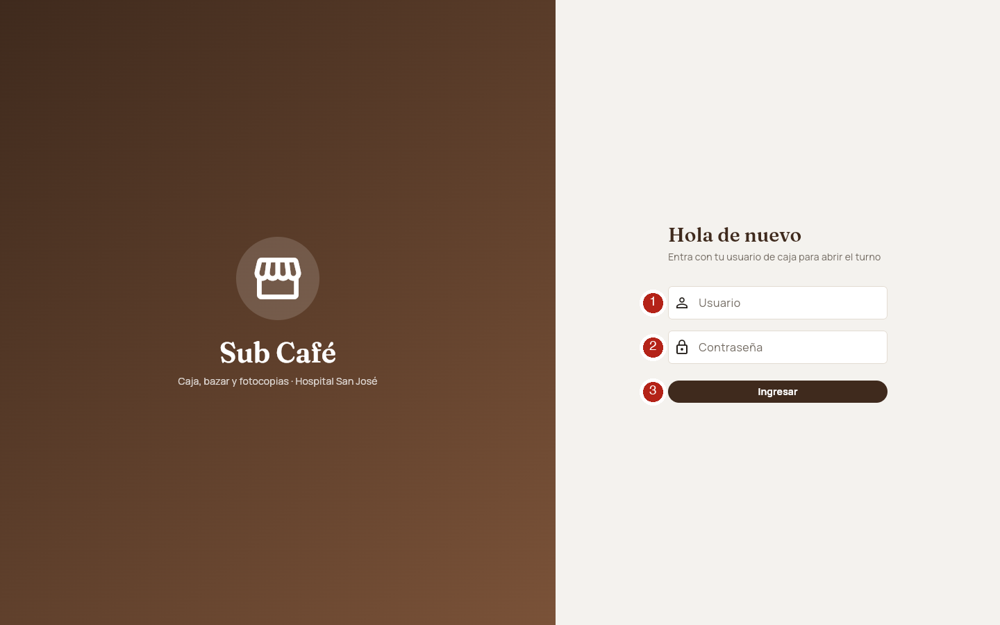 Sub Café
Caja, bazar y fotocopias · Hospital San José
Hola de nuevo
Entra con tu usuario de caja para abrir el turno
1 Usuario
2 Contraseña
3 Ingresar